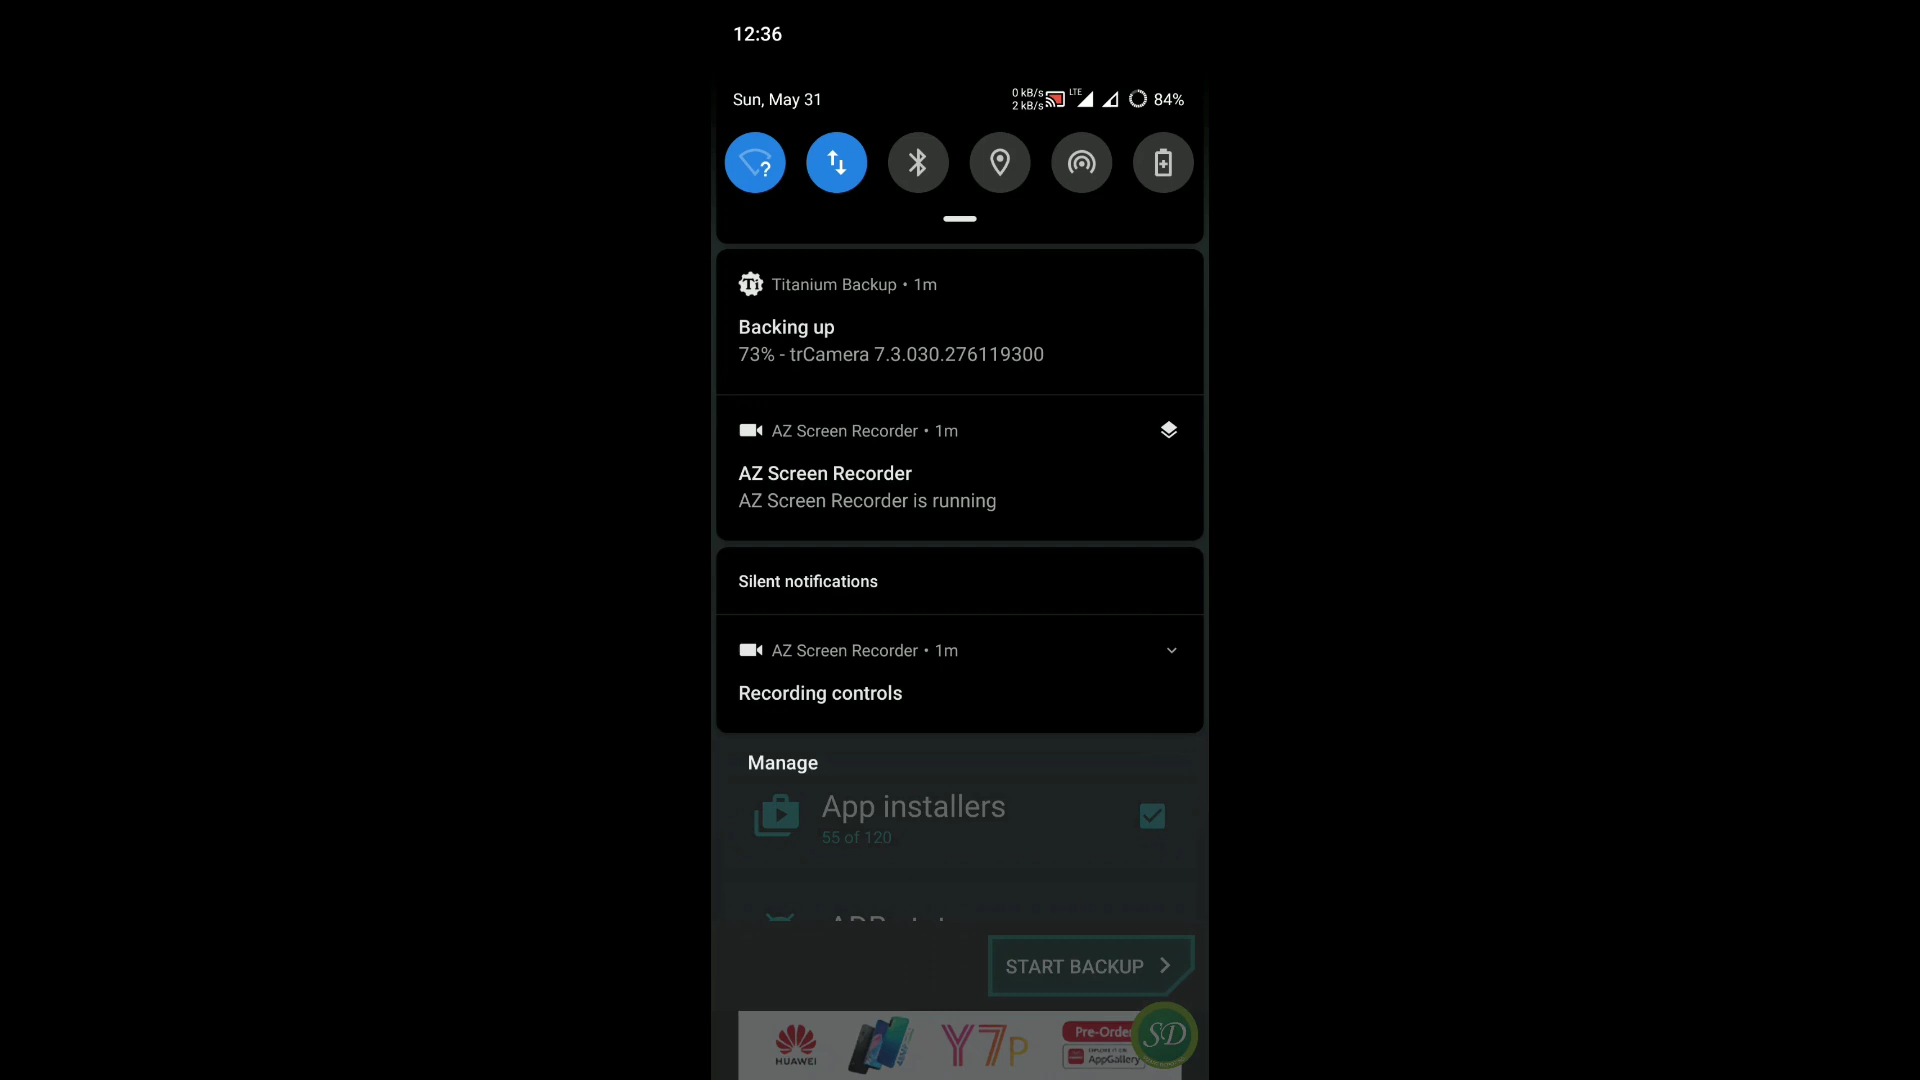 12:36
Sun, May 31
0 kB/s
2 kB/s
LTE
84%
?
Ti Titanium Backup • 1m
Backing up
73% - trCamera 7.3.030.276119300
AZ Screen Recorder • 1m
AZ Screen Recorder
AZ Screen Recorder is running
Silent notifications
AZ Screen Recorder • 1m
Recording controls
Manage
App installers
55 of 120
START BACKUP
HUAWEI
Y7p
Pre-Order
AppGallery
SD